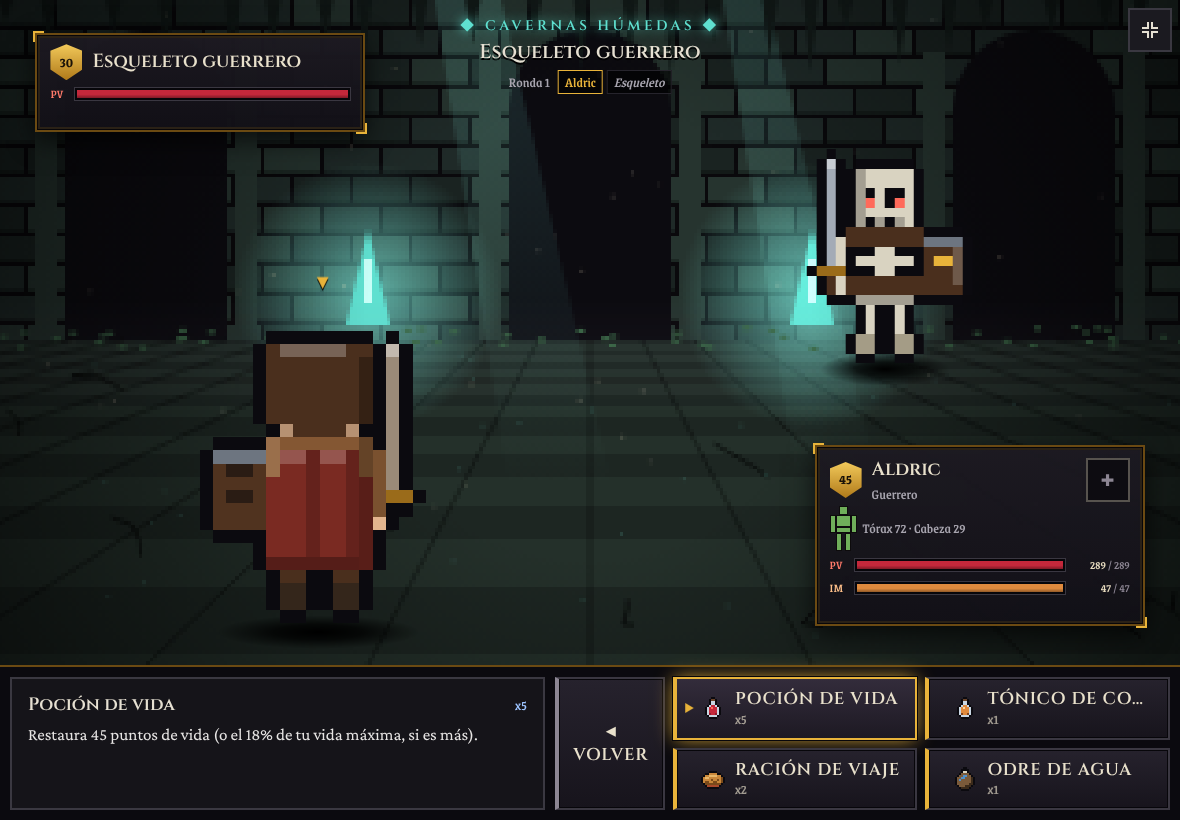 CAVERNAS HÚMEDAS
ESQUELETO GUERRERO
Ronda 1 Aldric Esqueleto
30 ESQUELETO GUERRERO
PV
45 ALDRIC
Guerrero
Tórax 72 · Cabeza 29
PV 289 / 289
IM 47 / 47
POCIÓN DE VIDA x5
Restaura 45 puntos de vida (o el 18% de tu vida máxima, si es más).
VOLVER
POCIÓN DE VIDA
x5
TÓNICO DE CO...
x1
RACIÓN DE VIAJE
x2
ODRE DE AGUA
x1